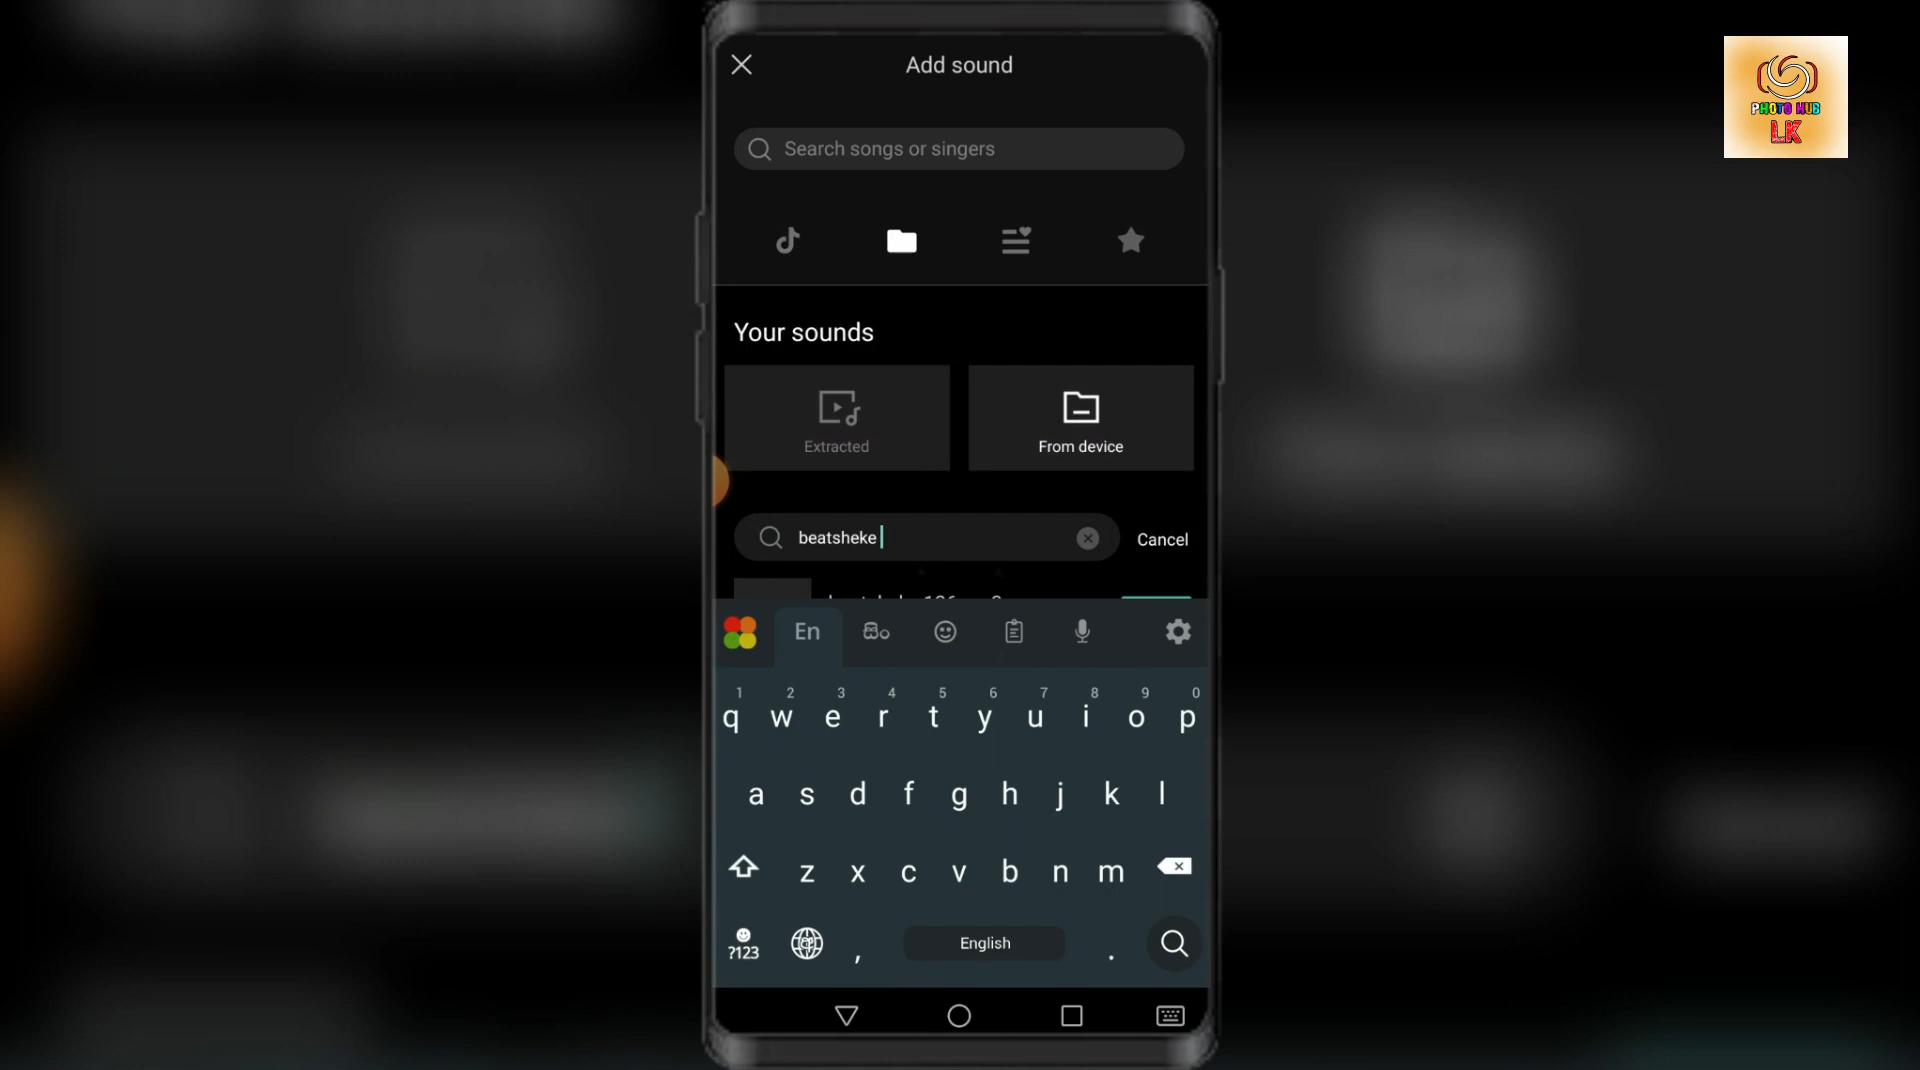 Add sound
PHOTO HUB
LK
Search songs or singers
Your sounds
Extracted
From device
beatsheke
Cancel
En
සිං
1 2 3 4 5 6 7 8 9 0
q w e r t y u i o p
a s d f g h j k l
z x c v b n m
?123 , English .